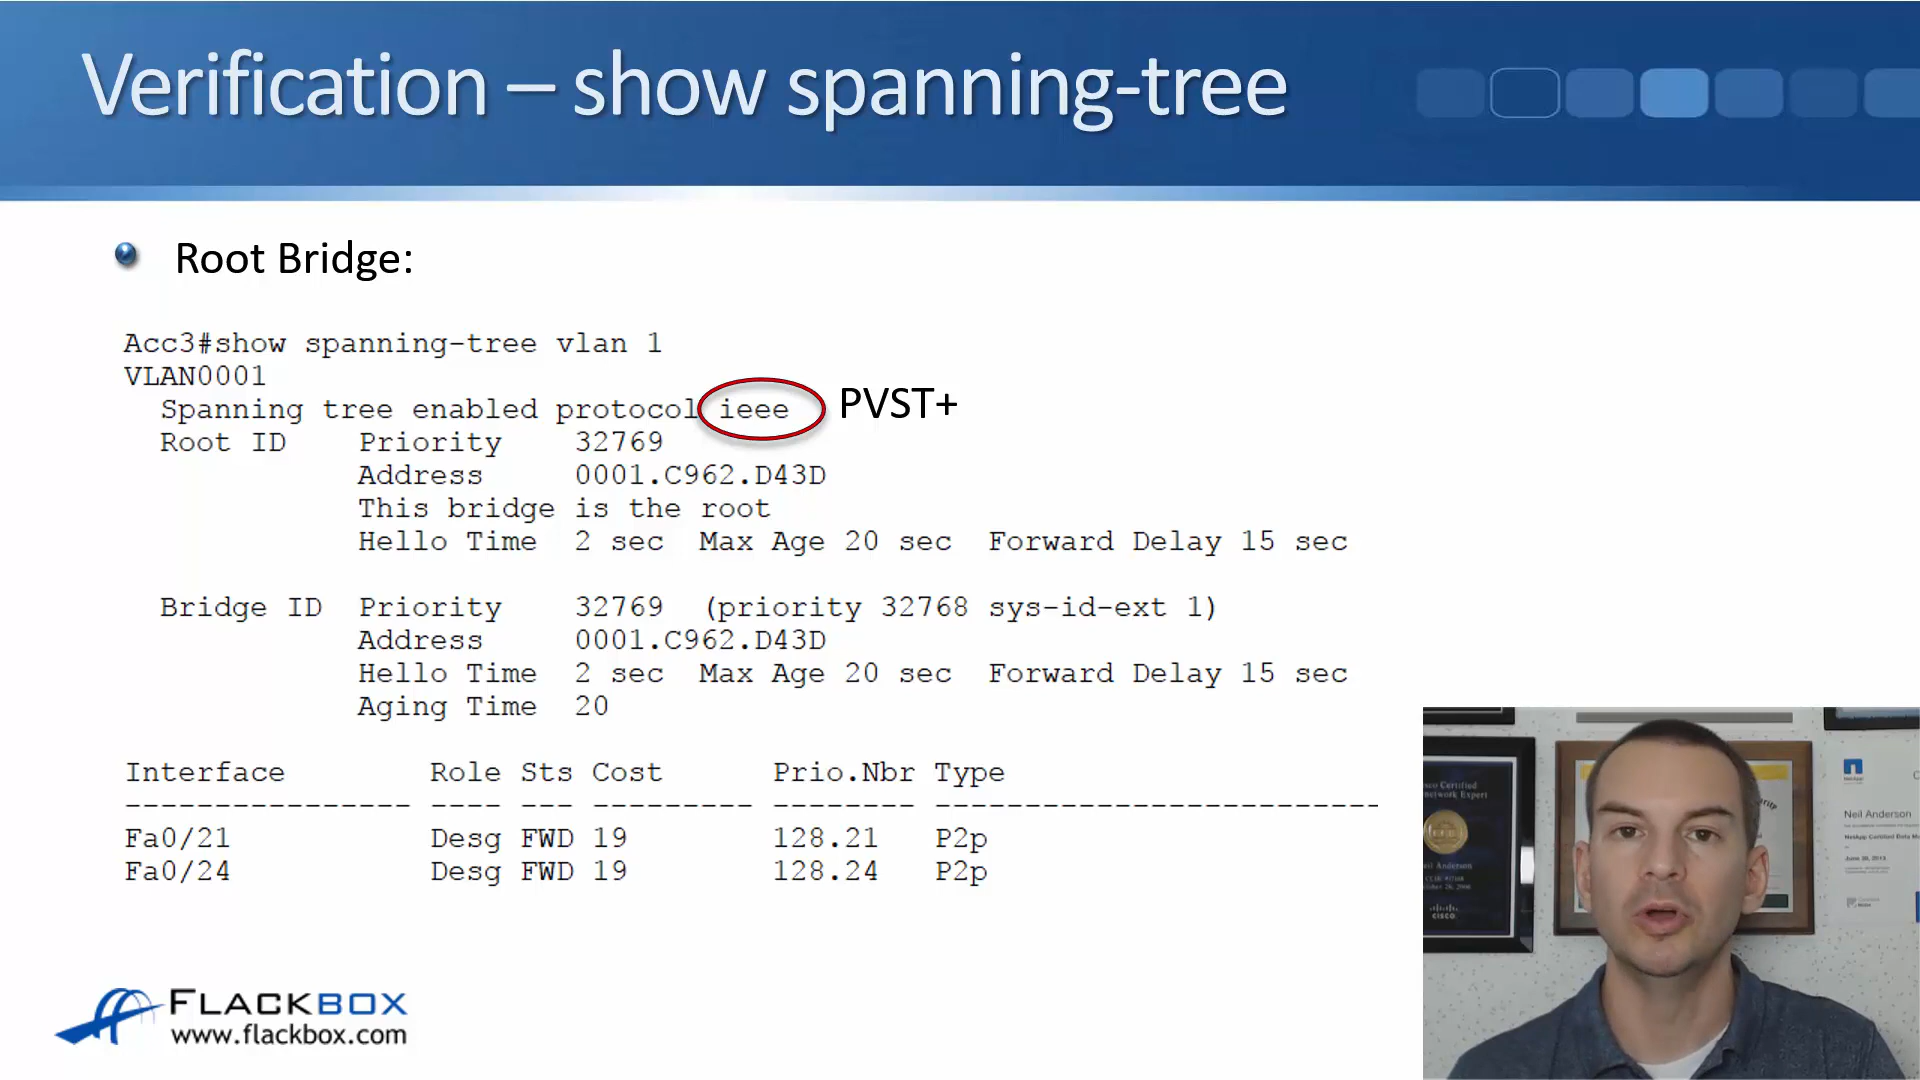 Verification – show spanning-tree
Root Bridge:
Acc3#show spanning-tree vlan 1
VLAN0001
Spanning tree enabled protocol ieee PVST+
Root ID Priority 32769
Address 0001.C962.D43D
This bridge is the root
Hello Time 2 sec Max Age 20 sec Forward Delay 15 sec
Bridge ID Priority 32769 (priority 32768 sys-id-ext 1)
Address 0001.C962.D43D
Hello Time 2 sec Max Age 20 sec Forward Delay 15 sec
Aging Time 20
Interface Role Sts Cost Prio.Nbr Type
---------------- ---- --- --------- -------- --------------------------------
Fa0/21 Desg FWD 19 128.21 P2p
Fa0/24 Desg FWD 19 128.24 P2p
FLACKBOX
www.flackbox.com
Neil Anderson
CISCO